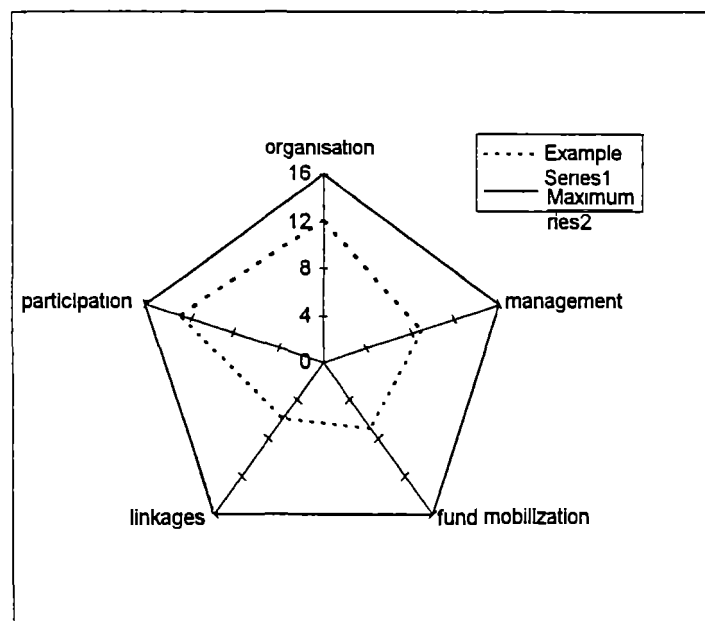 organisation
16
12
8
4
0
participation
management
linkages
fund mobilization
Example
Series1
Maximum
ries2